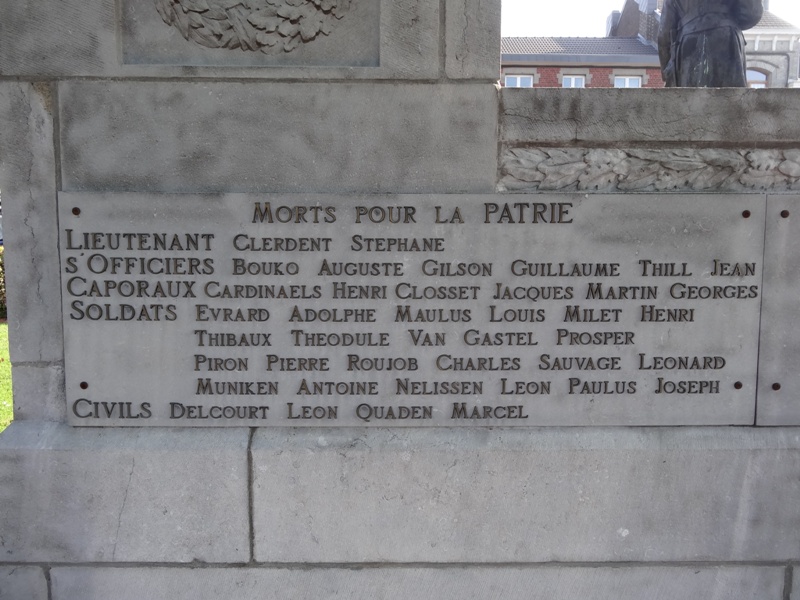 MORTS POUR LA PATRIE
LIEUTENANT CLERDENT STEPHANE
S'OFFICIERS BOUKO AUGUSTE GILSON GUILLAUME THILL JEAN
CAPORAUX CARDINAELS HENRI CLOSSET JACQUES MARTIN GEORGES
SOLDATS EVRARD ADOLPHE MAULUS LOUIS MILET HENRI
THIBAUX THEODULE VAN GASTEL PROSPER
PIRON PIERRE ROUJOB CHARLES SAUVAGE LEONARD
MUNIKEN ANTOINE NELISSEN LEON PAULUS JOSEPH
CIVILS DELCOURT LEON QUADEN MARCEL